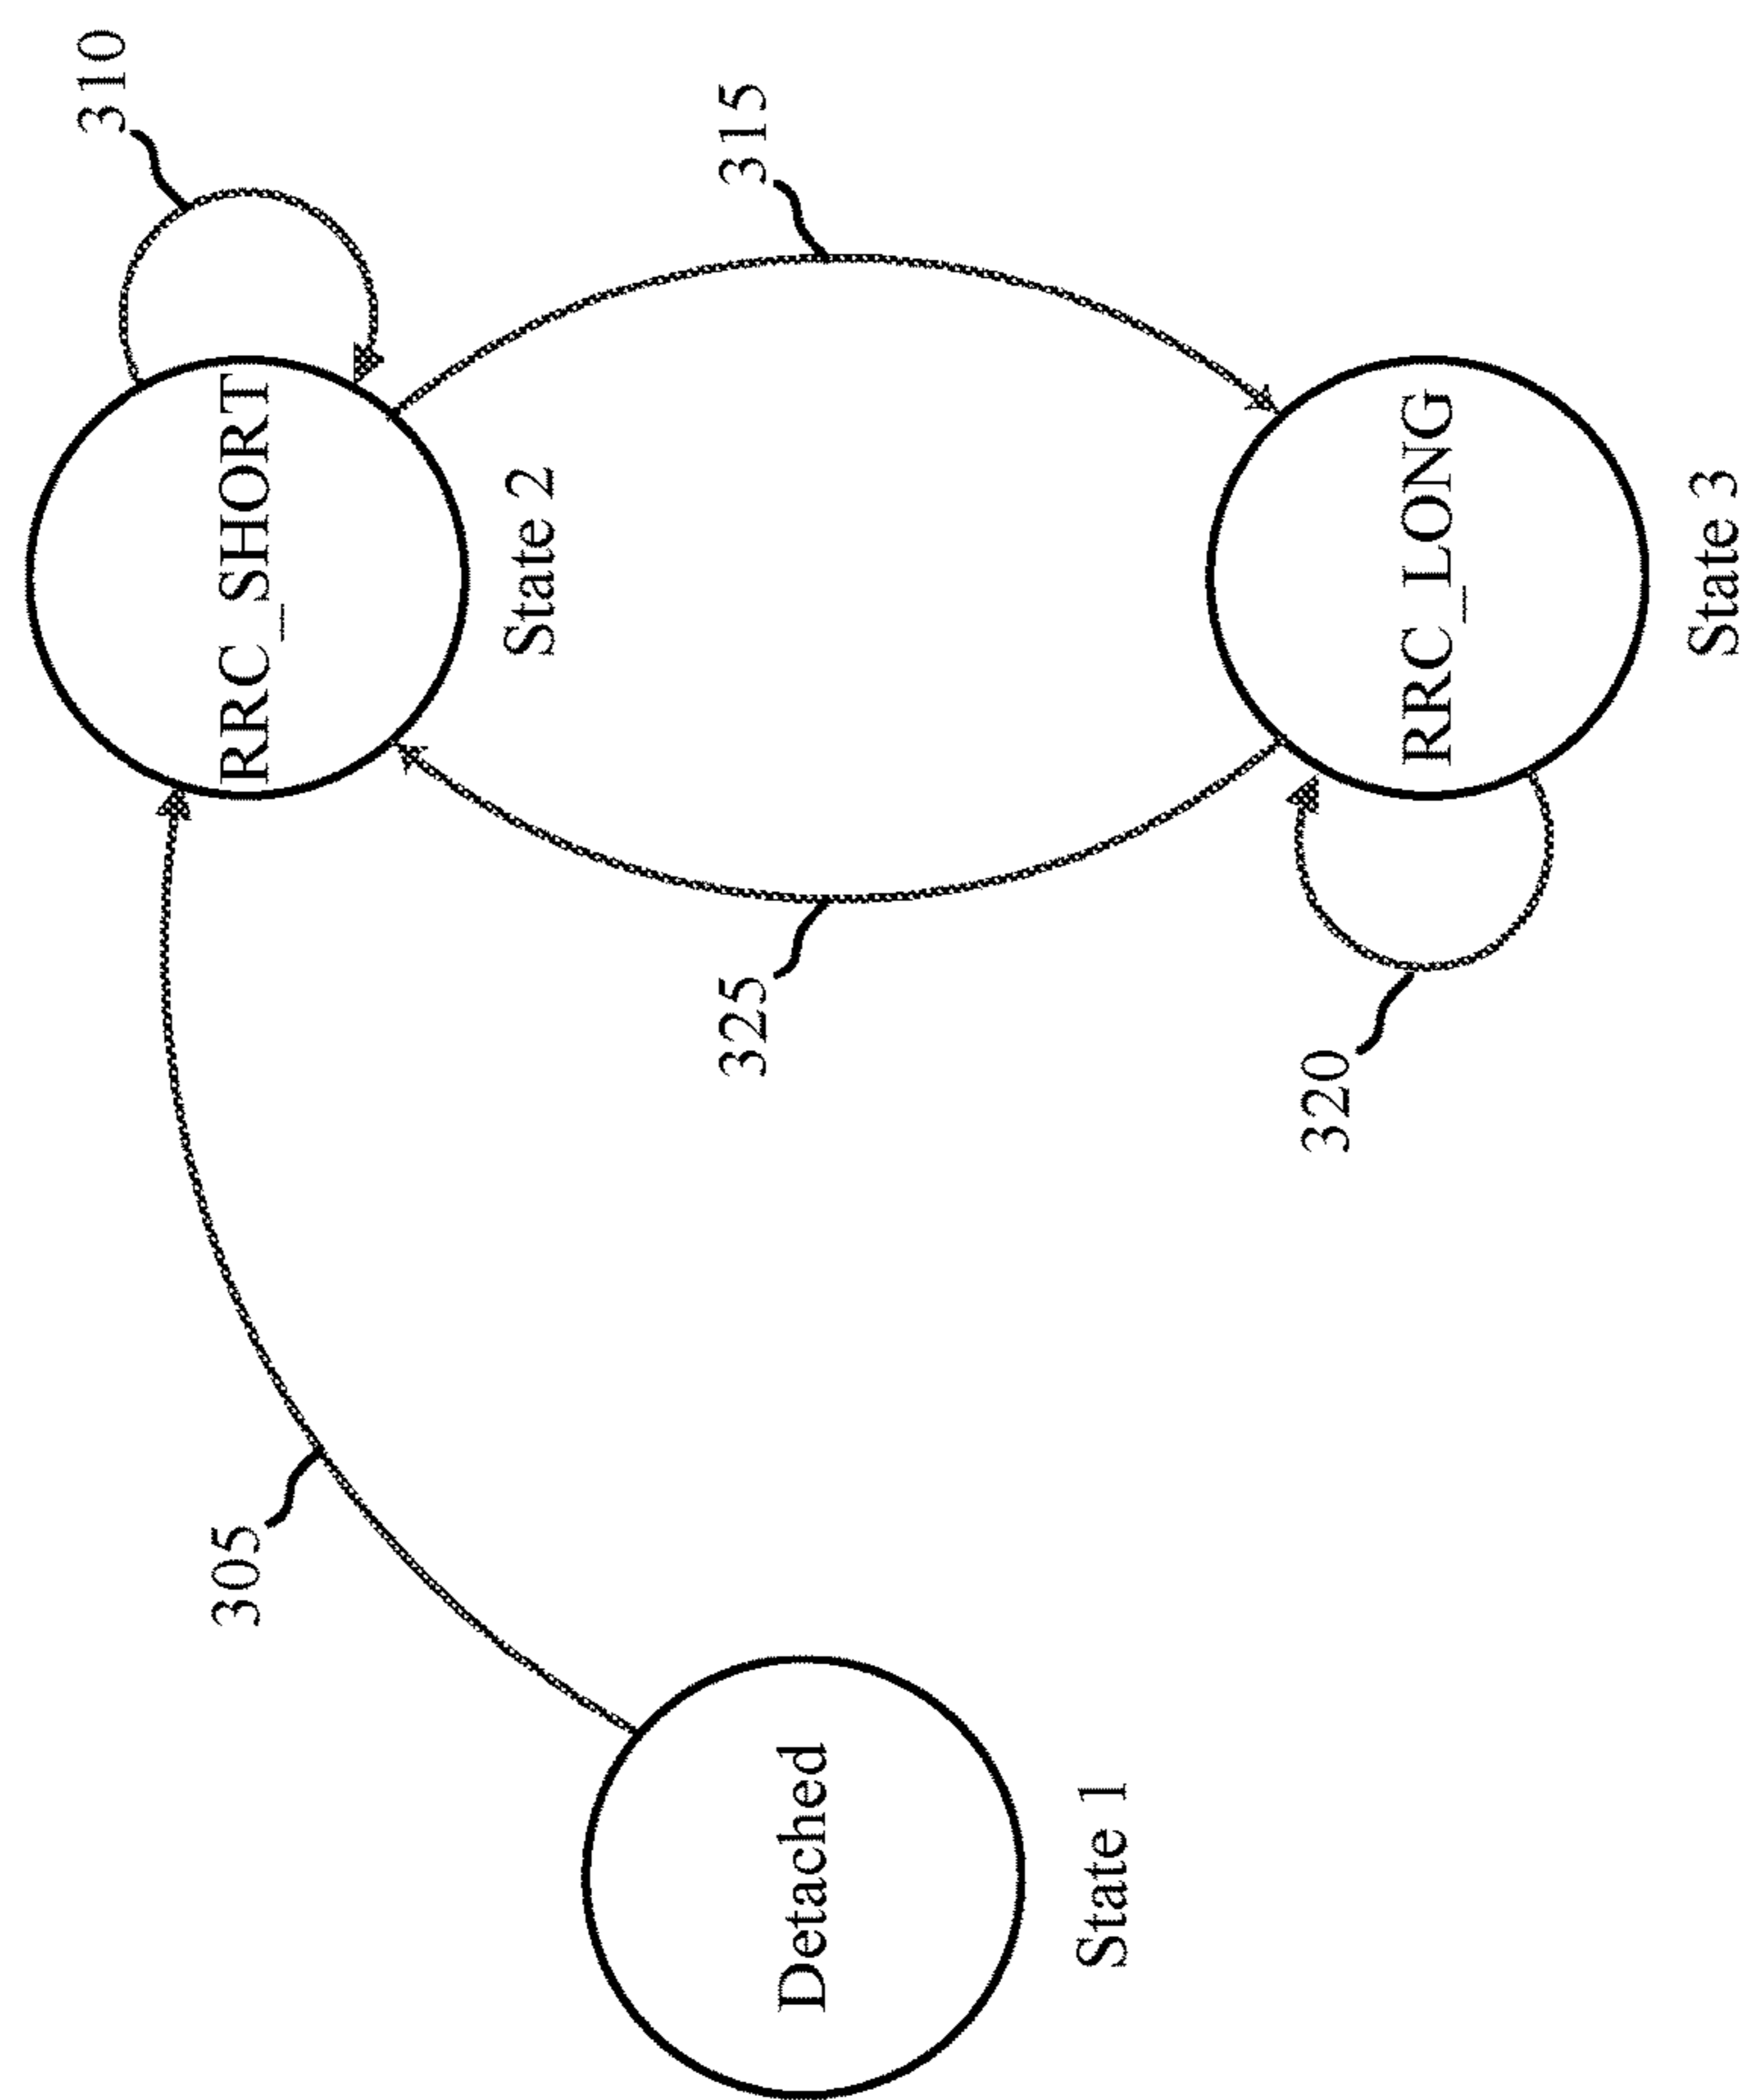 305
310
RRC_SHORT
State 2
325
315
Detached
State 1
320
RRC_LONG
State 3